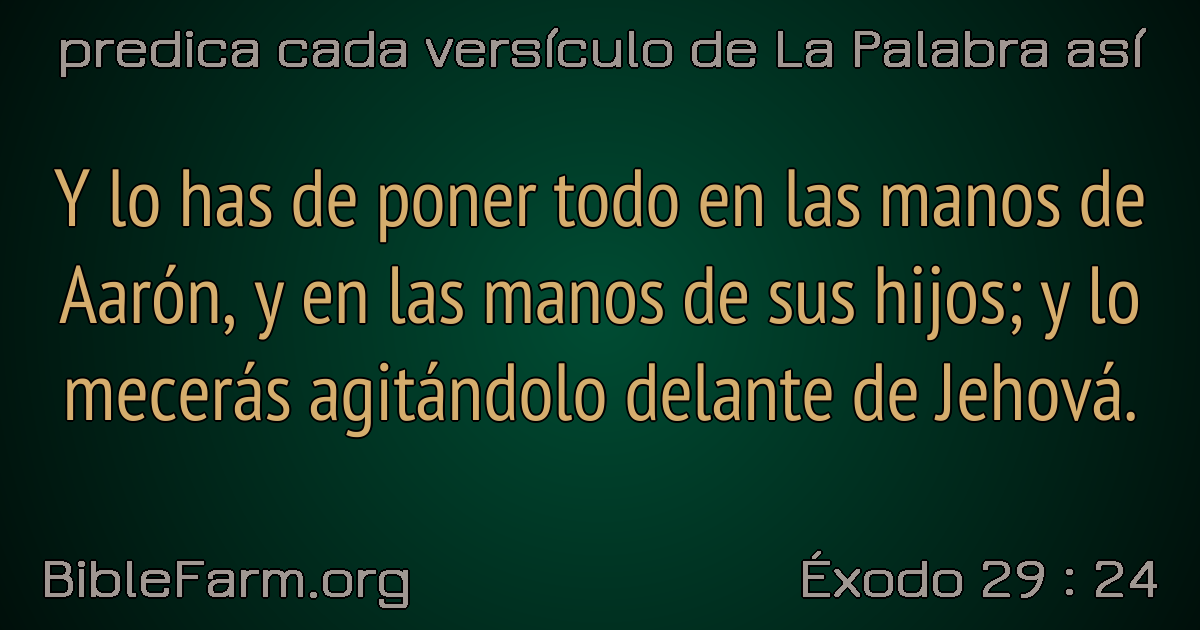 predica cada versículo de La Palabra así
Y lo has de poner todo en las manos de
Aarón, y en las manos de sus hijos; y lo
mecerás agitándolo delante de Jehová.
BibleFarm.org
Éxodo 29 : 24